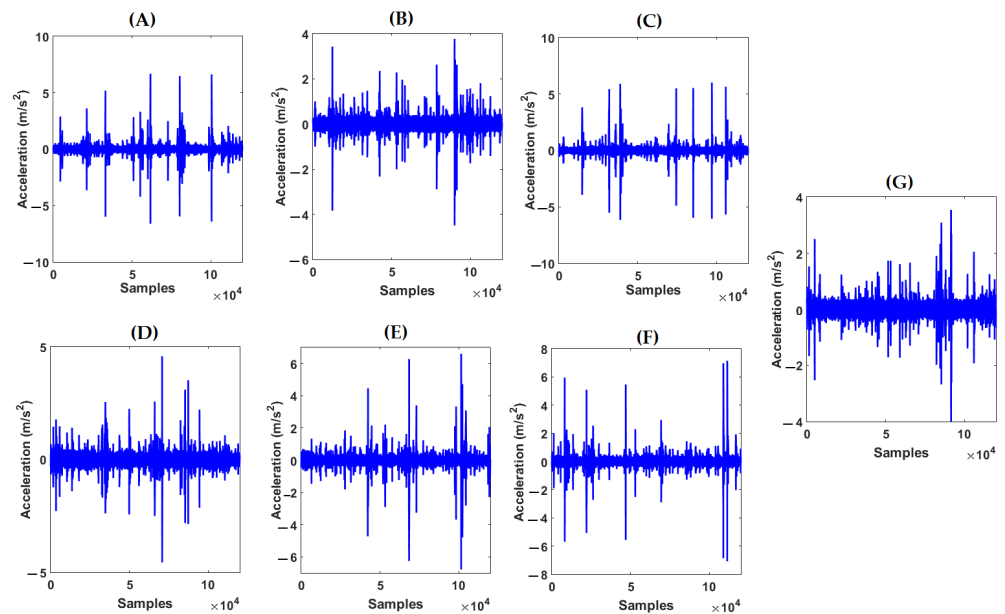 (A)
10
5
0
−5
−10
Acceleration (m/s²)
0 5 10
Samples ×10⁴
(B)
4
2
0
−2
−4
−6
Acceleration (m/s²)
0 5 10
Samples ×10⁴
(C)
10
5
0
−5
−10
Acceleration (m/s²)
0 5 10
Samples ×10⁴
(G)
4
2
0
−2
−4
Acceleration (m/s²)
0 5 10
Samples ×10⁴
(D)
5
0
−5
Acceleration (m/s²)
0 5 10
Samples ×10⁴
(E)
6
4
2
0
−2
−4
−6
Acceleration (m/s²)
0 5 10
Samples ×10⁴
(F)
8
6
4
2
0
−2
−4
−6
−8
Acceleration (m/s²)
0 5 10
Samples ×10⁴